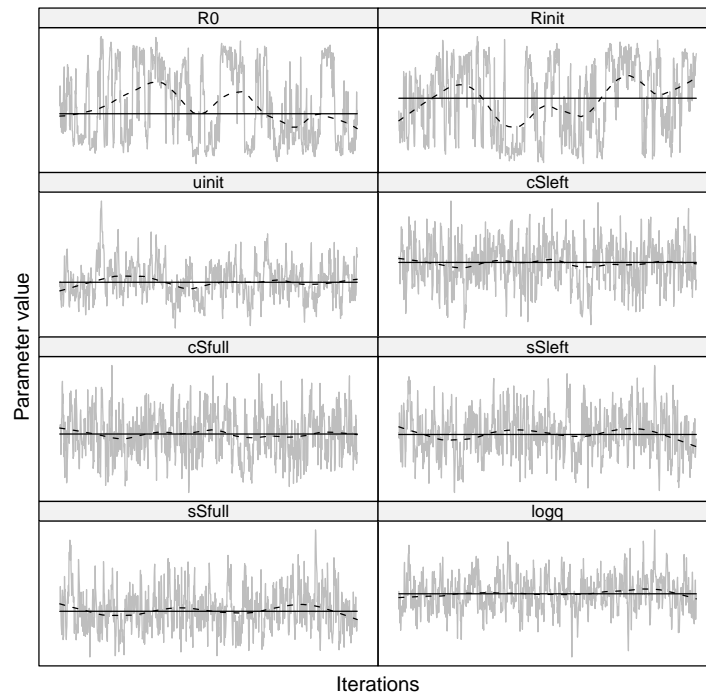 R0
Rinit
uinit
cSleft
cSfull
sSleft
sSfull
logq
Parameter value
Iterations